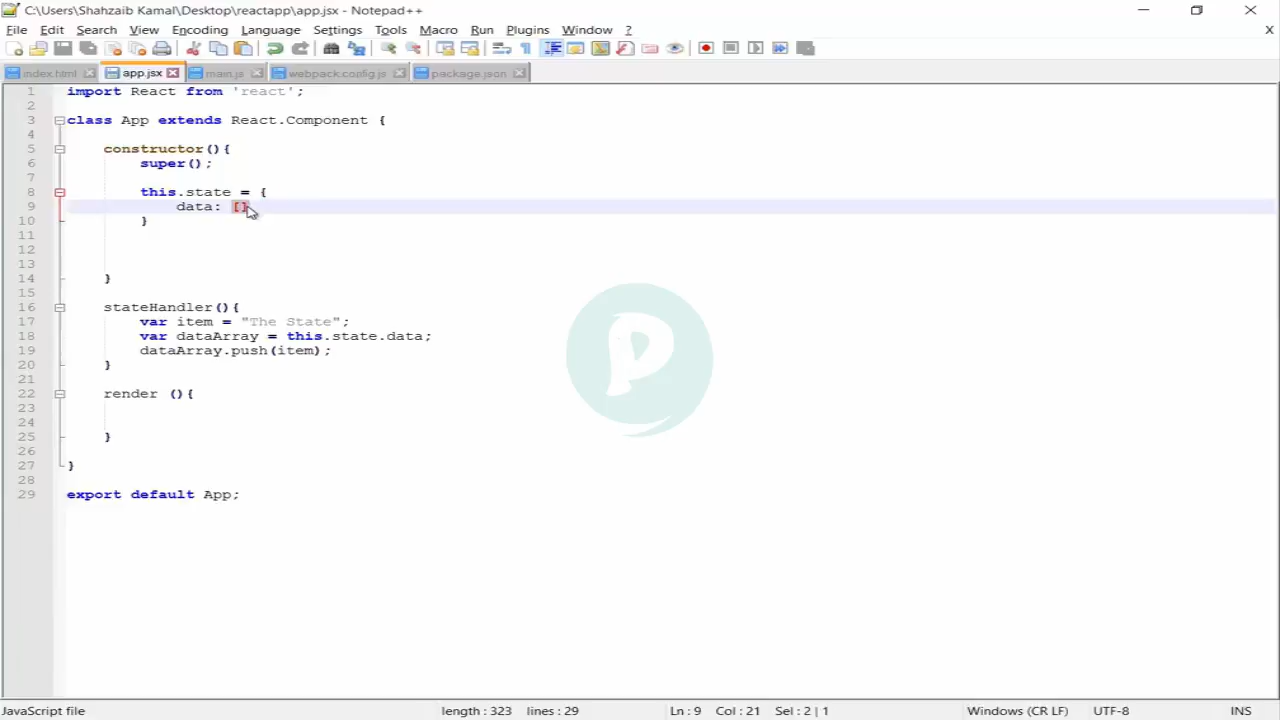 C:\Users\Shahzaib Kamal\Desktop\reactapp\app.jsx - Notepad++
File Edit Search View Encoding Language Settings Tools Macro Run Plugins Window ? X
index.html app.jsx main.js webpack.config.js package.json
1 import React from 'react';
2
3 class App extends React.Component {
4
5 constructor(){
6 super();
7
8 this.state = {
9 data: []
10 }
11
12
13
14 }
15
16 stateHandler(){
17 var item = "The State";
18 var dataArray = this.state.data;
19 dataArray.push(item);
20 }
21
22 render (){
23
24
25 }
26
27 }
28
29 export default App;
P
JavaScript file length : 323 lines : 29 Ln : 9 Col : 21 Sel : 2 | 1 Windows (CR LF) UTF-8 INS